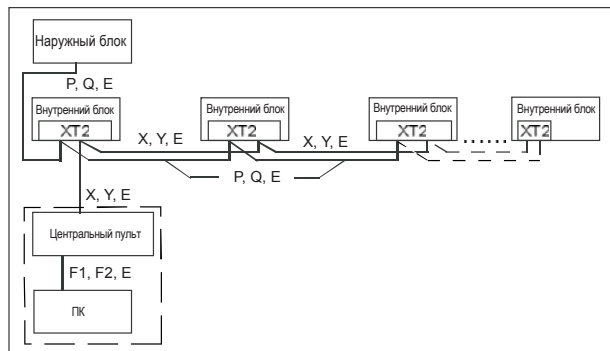 Наружный блок
P, Q, E
Внутренний блок
XT2
Внутренний блок
XT2
Внутренний блок
XT2
Внутренний блок
XT2
X, Y, E
X, Y, E
......
P, Q, E
X, Y, E
Центральный пульт
F1, F2, E
ПК